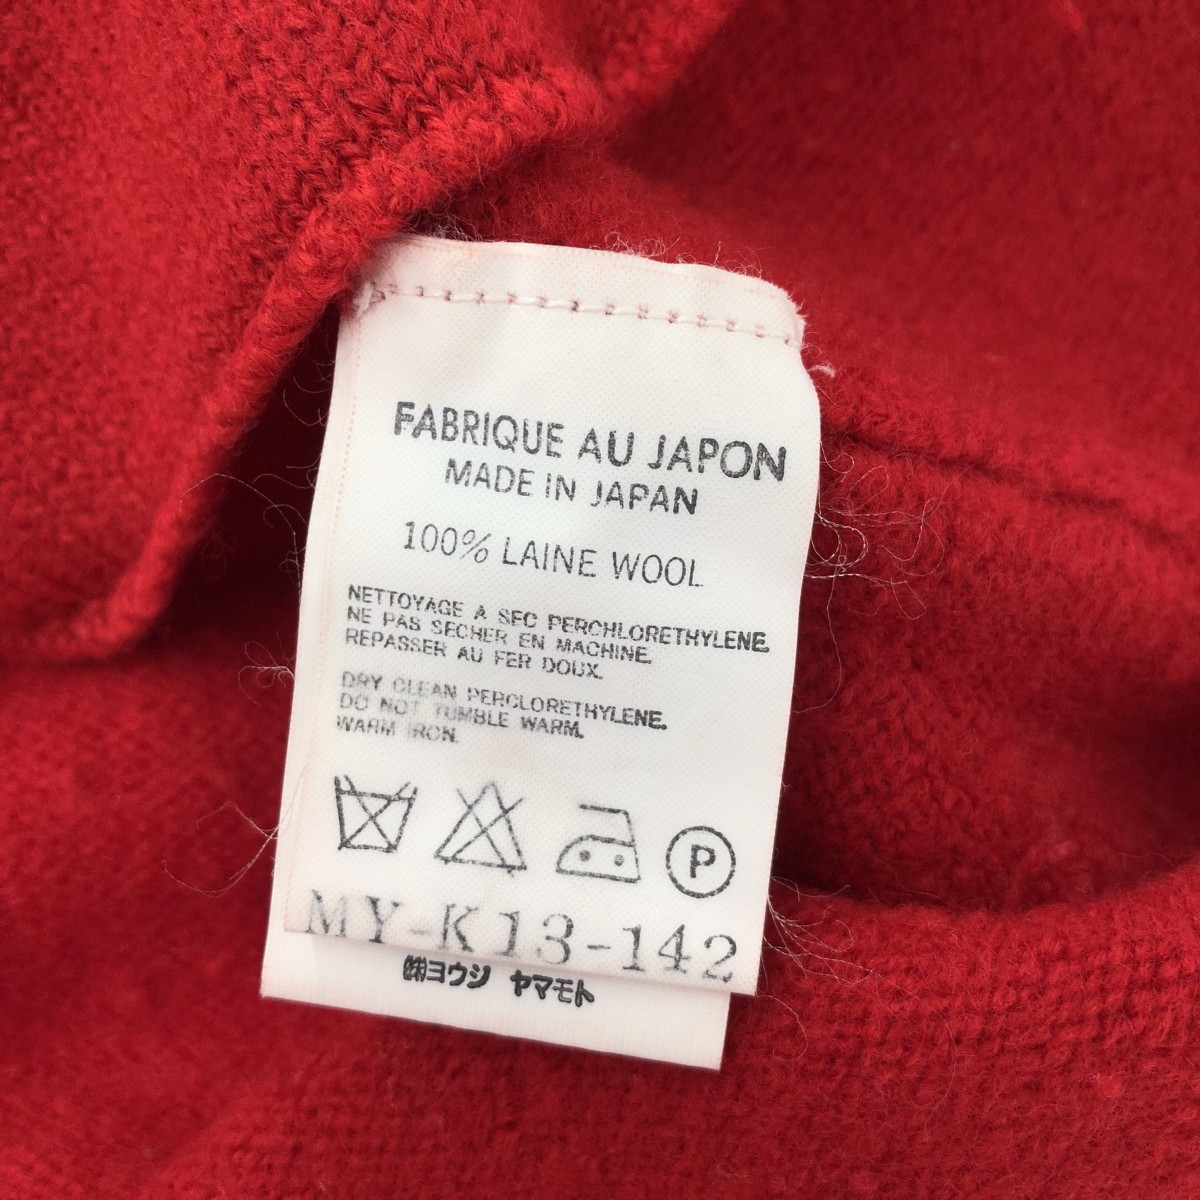 FABRIQUE AU JAPON
MADE IN JAPAN
100% LAINE WOOL
NETTOYAGE A SEC PERCHLORETHYLENE.
NE PAS SECHER EN MACHINE.
REPASSER AU FER DOUX.
DRY CLEAN PERCLORETHYLENE.
DO NOT TUMBLE WARM.
WARM IRON.
P
MY-K13-142
㈱ヨウジ ヤマモト